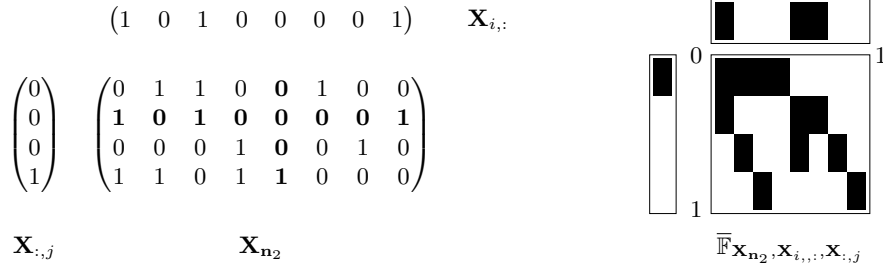 (1 0 1 0 0 0 0 1) X_{i,:}
0 1
(0 0 0 1) (0 1 1 0 0 1 0 0
1 0 1 0 0 0 0 1
0 0 0 1 0 0 1 0
1 1 0 1 1 0 0 0)
1
X_{:,j} X_{n_2} \overline{𝔽}_{X_{n_2},X_{i,,:},X_{:,j}}